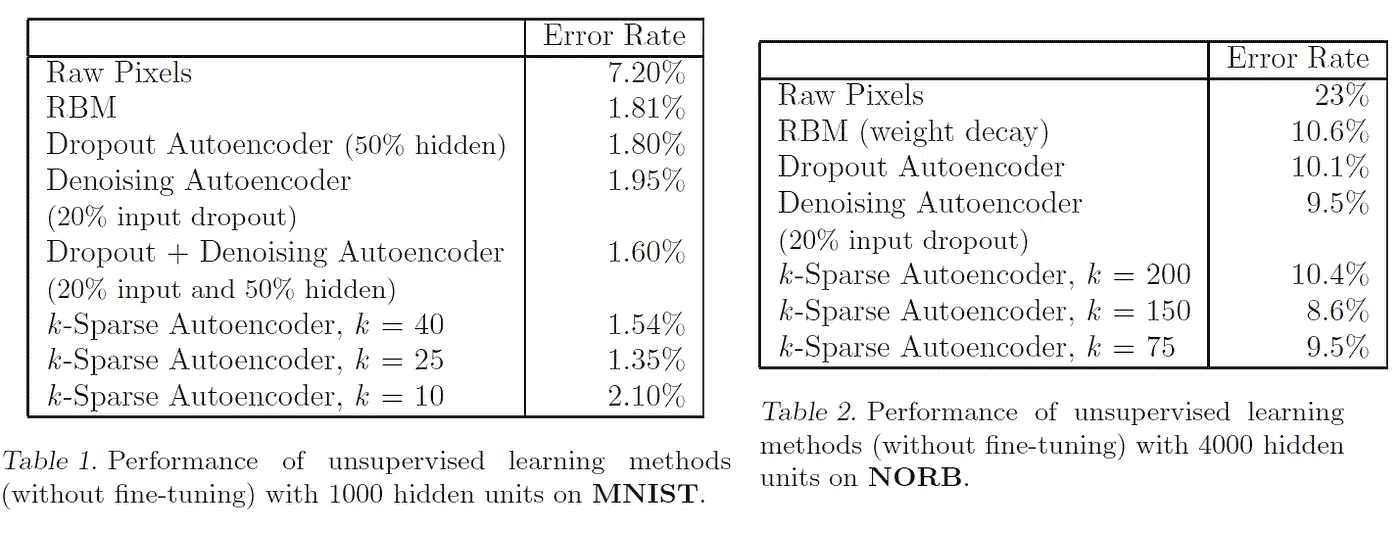 Error Rate
Raw Pixels 7.20%
RBM 1.81%
Dropout Autoencoder (50% hidden) 1.80%
Denoising Autoencoder 1.95%
(20% input dropout)
Dropout + Denoising Autoencoder 1.60%
(20% input and 50% hidden)
k-Sparse Autoencoder, k = 40 1.54%
k-Sparse Autoencoder, k = 25 1.35%
k-Sparse Autoencoder, k = 10 2.10%
Table 1. Performance of unsupervised learning methods
(without fine-tuning) with 1000 hidden units on MNIST.
Error Rate
Raw Pixels 23%
RBM (weight decay) 10.6%
Dropout Autoencoder 10.1%
Denoising Autoencoder 9.5%
(20% input dropout)
k-Sparse Autoencoder, k = 200 10.4%
k-Sparse Autoencoder, k = 150 8.6%
k-Sparse Autoencoder, k = 75 9.5%
Table 2. Performance of unsupervised learning
methods (without fine-tuning) with 4000 hidden
units on NORB.